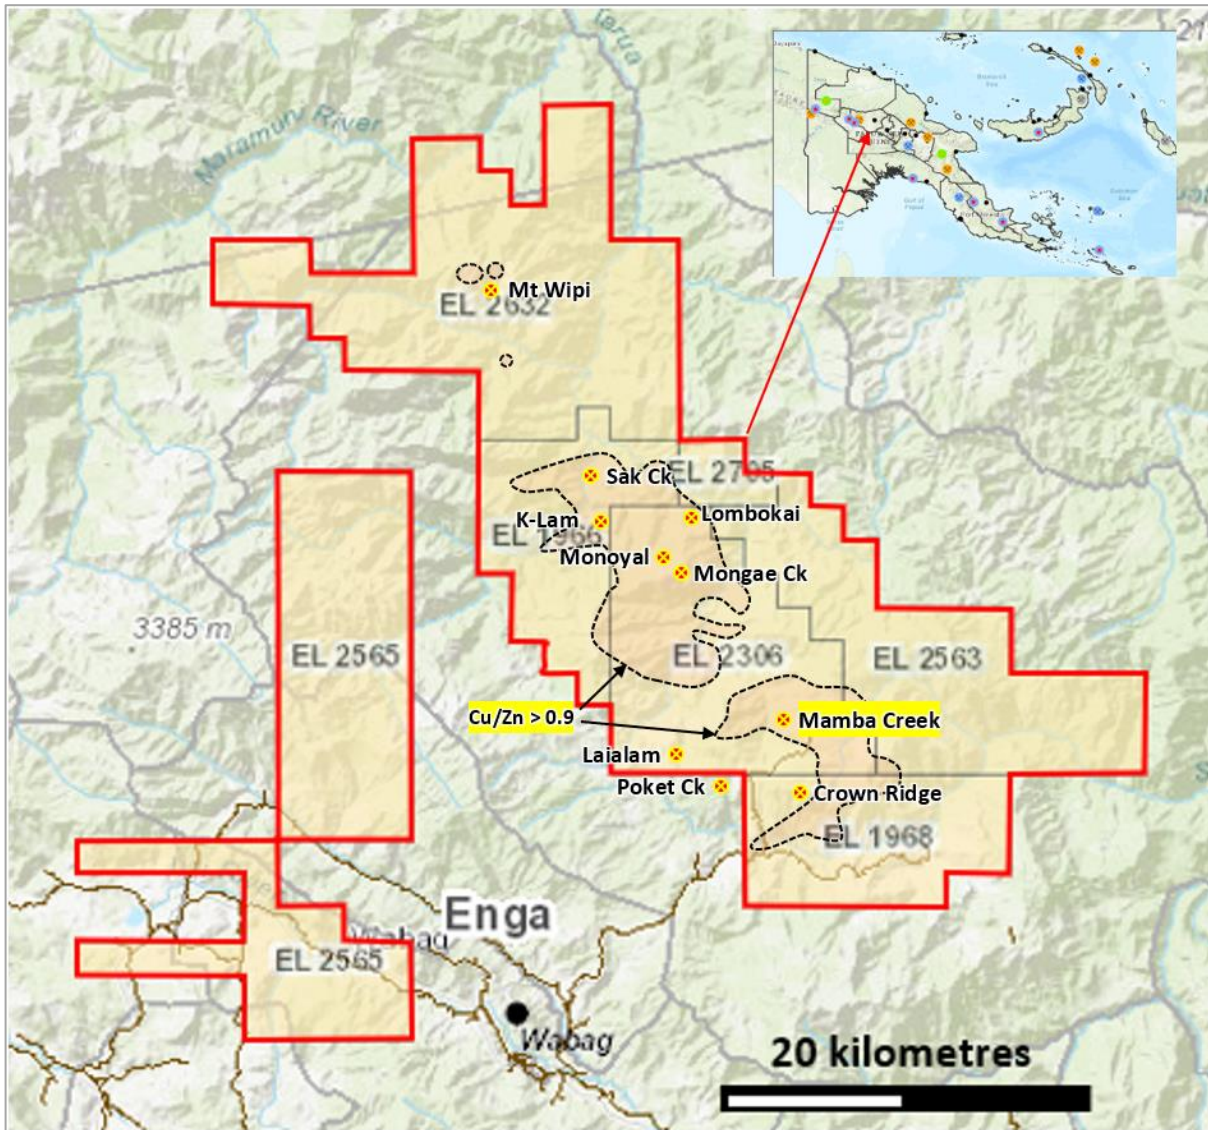 Tarua
Maramuni River
Mt Wipi
EL 2632
Sak Ck
EL 2705
K-Lam
Lombokai
EL 1966
Monoyal
Mongae Ck
3385 m
EL 2565
EL 2306
EL 2563
Cu/Zn > 0.9
Mamba Creek
Laialam
Poket Ck
Crown Ridge
EL 1968
Enga
Wabag
EL 2565
Wabag
20 kilometres